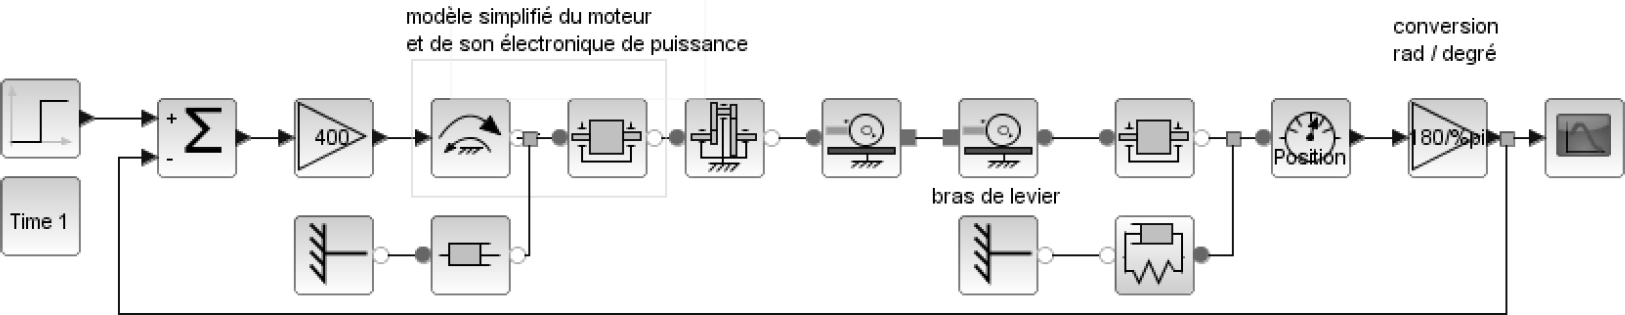 modèle simplifié du moteur
et de son électronique de puissance
conversion
rad / degré
+
Σ
-
400
Position
180/%pi
Time 1
bras de levier